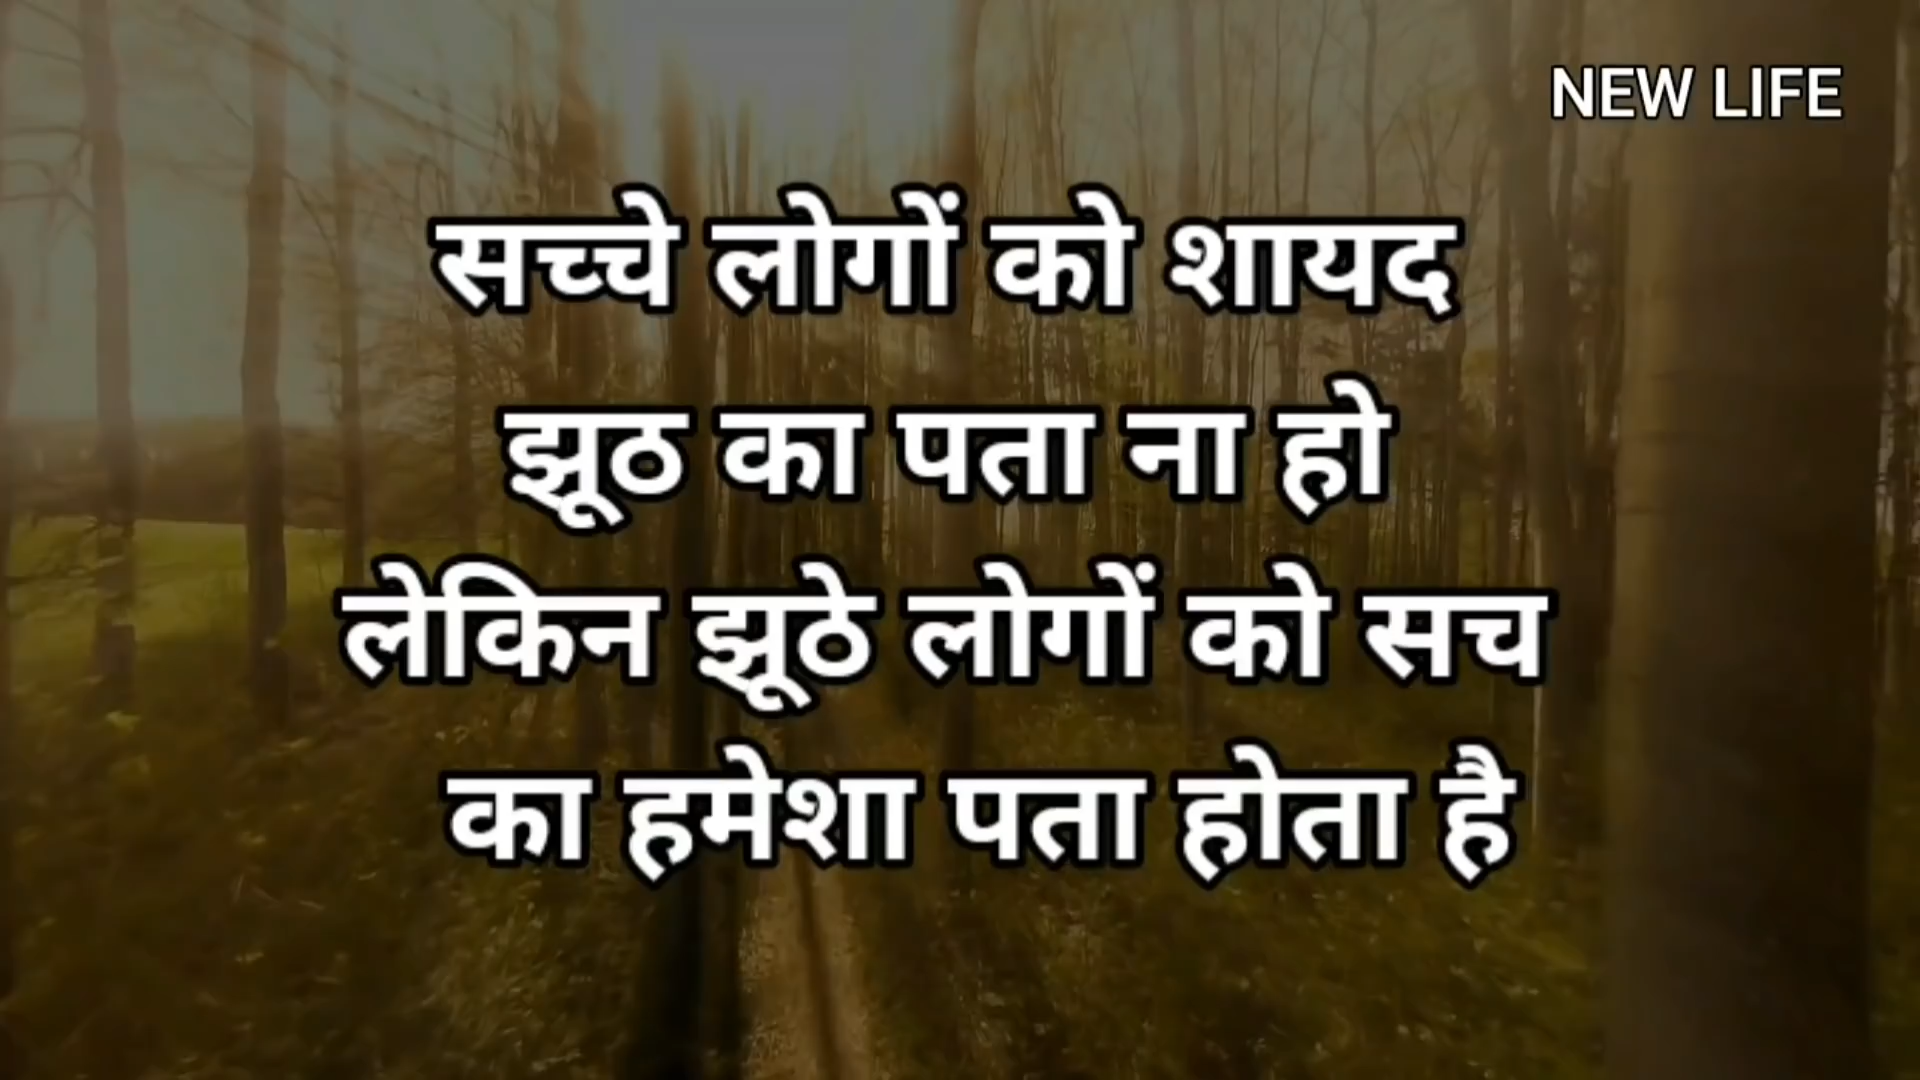 NEW LIFE
सच्चे लोगों को शायद
झूठ का पता ना हो
लेकिन झूठे लोगों को सच
का हमेशा पता होता है